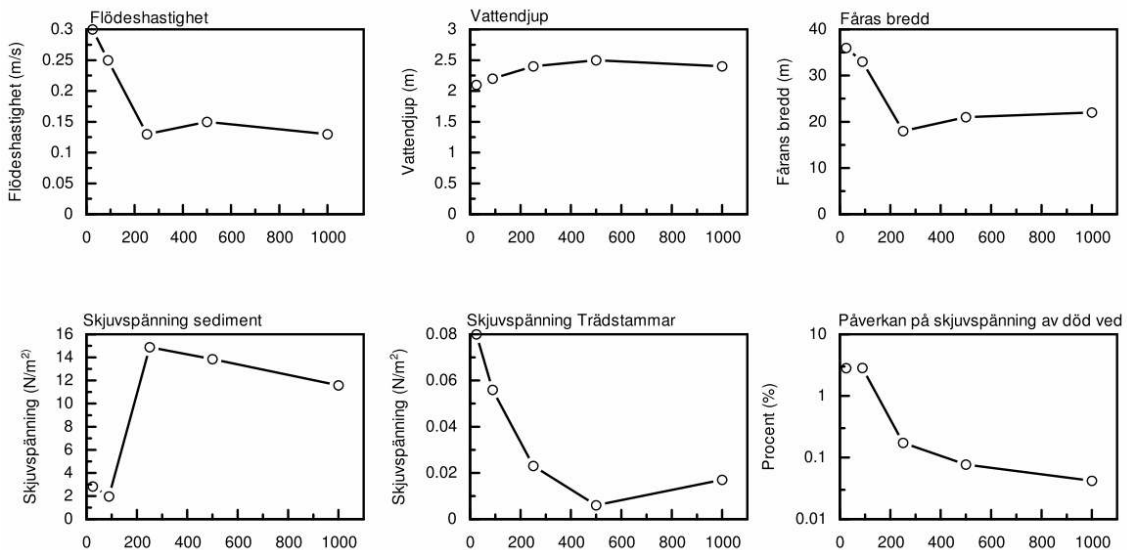 Flödeshastighet
Flödeshastighet (m/s)
0.3
0.25
0.2
0.15
0.1
0.05
0
0 200 400 600 800 1000
Vattendjup
Vattendjup (m)
3
2.5
2
1.5
1
0.5
0
0 200 400 600 800 1000
Fåras bredd
Fårans bredd (m)
40
30
20
10
0
0 200 400 600 800 1000
Skjuvspänning sediment
Skjuvspänning (N/m²)
16
14
12
10
8
6
4
2
0
0 200 400 600 800 1000
Skjuvspänning Trädstammar
Skjuvspänning (N/m²)
0.08
0.06
0.04
0.02
0
0 200 400 600 800 1000
Påverkan på skjuvspänning av död ved
Procent (%)
10
1
0.1
0.01
0 200 400 600 800 1000